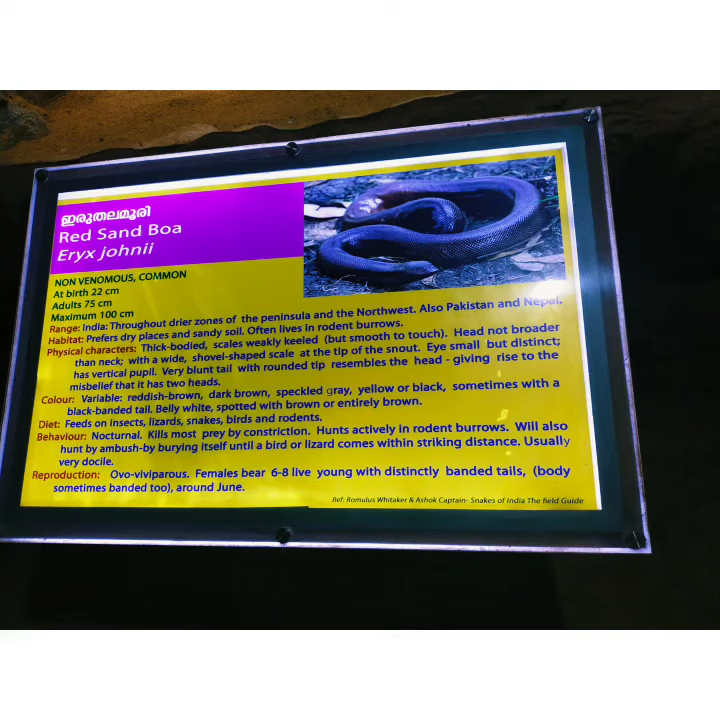 ഇരുതലമൂരി
Red Sand Boa
Eryx johnii
NON VENOMOUS, COMMON
At birth 22 cm
Adults 75 cm
Maximum 100 cm
Range: India: Throughout drier zones of the peninsula and the Northwest. Also Pakistan and Nepal.
Habitat: Prefers dry places and sandy soil. Often lives in rodent burrows.
Physical characters: Thick-bodied, scales weakly keeled (but smooth to touch). Head not broader
than neck; with a wide, shovel-shaped scale at the tip of the snout. Eye small but distinct;
has vertical pupil. Very blunt tail with rounded tip resembles the head - giving rise to the
misbelief that it has two heads.
Colour: Variable: reddish-brown, dark brown, speckled gray, yellow or black, sometimes with a
black-banded tail. Belly white, spotted with brown or entirely brown.
Diet: Feeds on insects, lizards, snakes, birds and rodents.
Behaviour: Nocturnal. Kills most prey by constriction. Hunts actively in rodent burrows. Will also
hunt by ambush-by burying itself until a bird or lizard comes within striking distance. Usually
very docile.
Reproduction: Ovo-viviparous. Females bear 6-8 live young with distinctly banded tails, (body
sometimes banded too), around June.
Ref: Romulus Whitaker & Ashok Captain- Snakes of India The field Guide